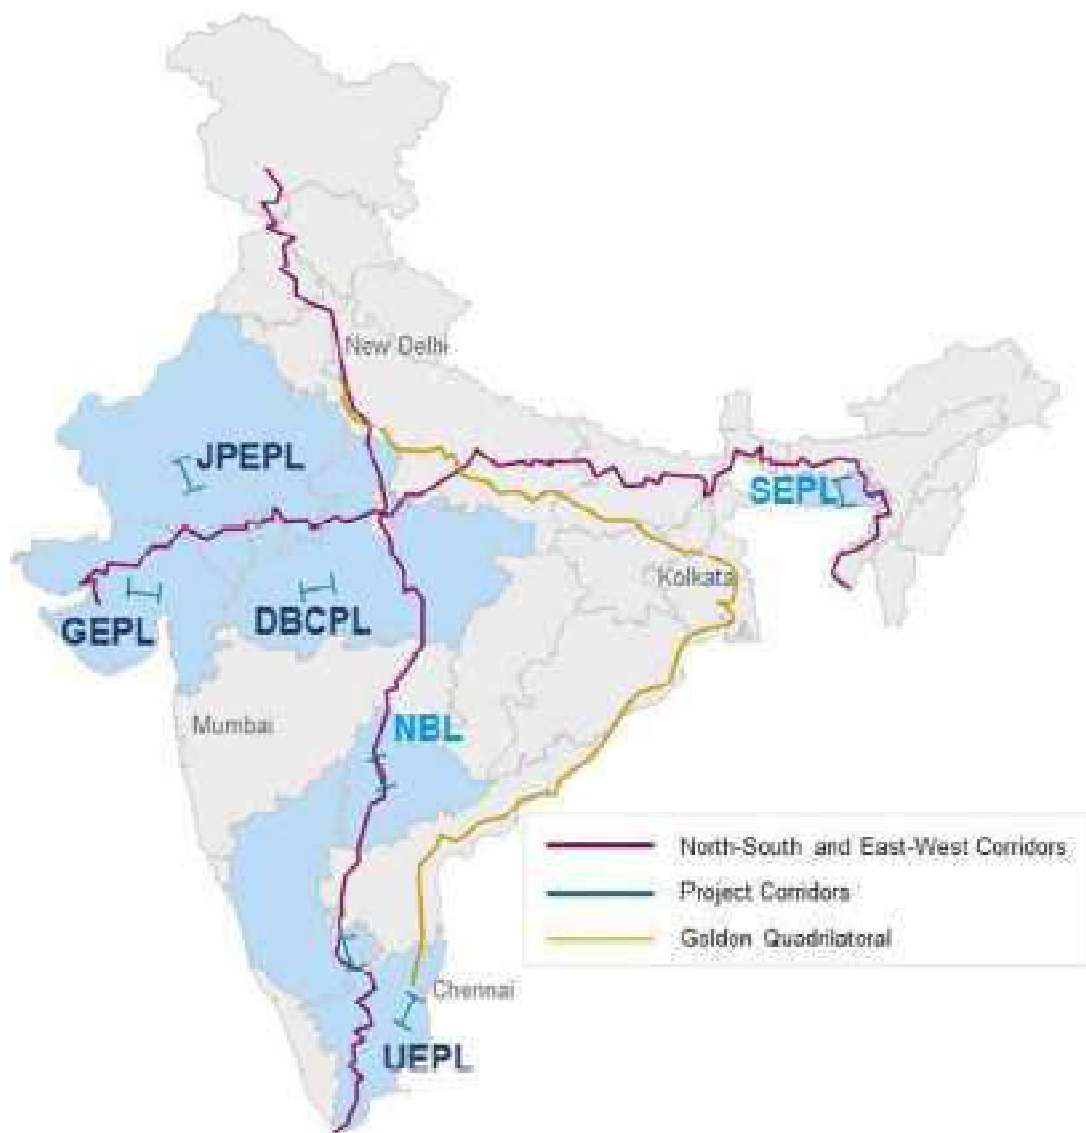 New Delhi
JPEPL
SEPL
Kolkata
GEPL
DBCPL
Mumbai
NBL
North-South and East-West Corridors
Project Corridors
Golden Quadrilateral
Chennai
UEPL